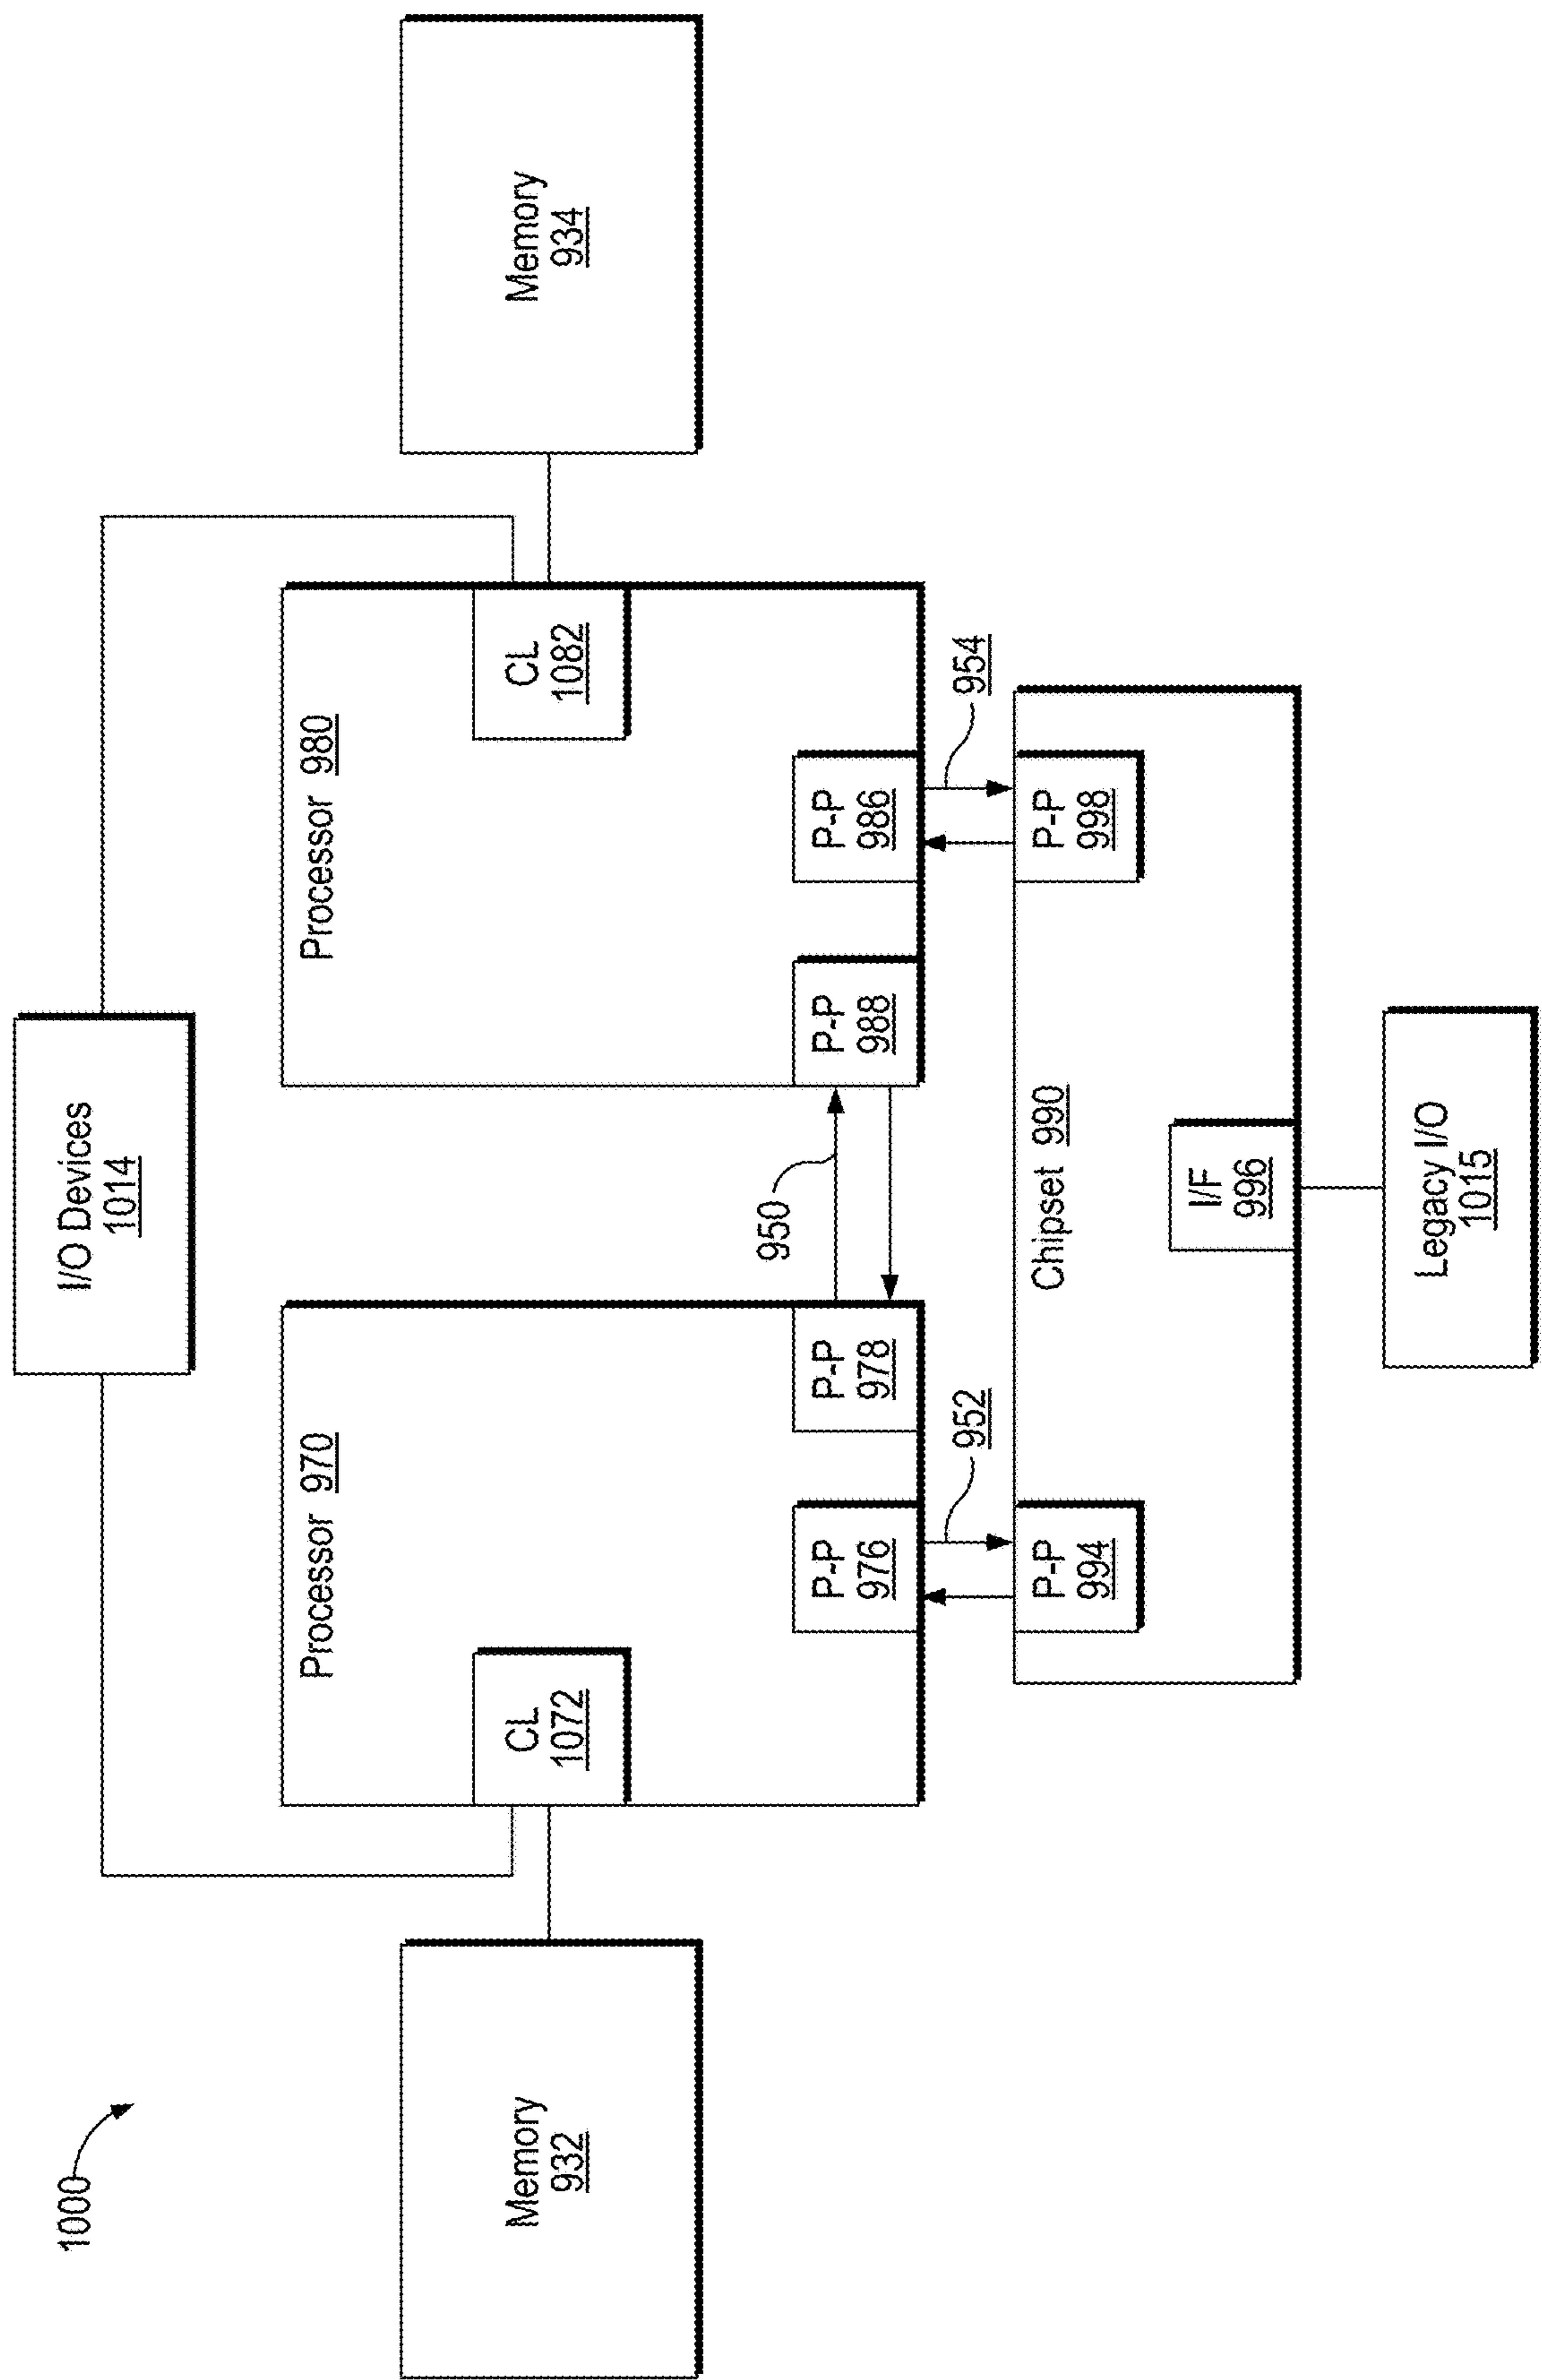 1000
I/O Devices
1014
Memory
932
Processor 970
CL
1072
P-P
976
P-P
978
950
Processor 980
CL
1082
P-P
988
P-P
986
Memory
934
952
954
Chipset 990
P-P
994
P-P
998
I/F
996
Legacy I/O
1015